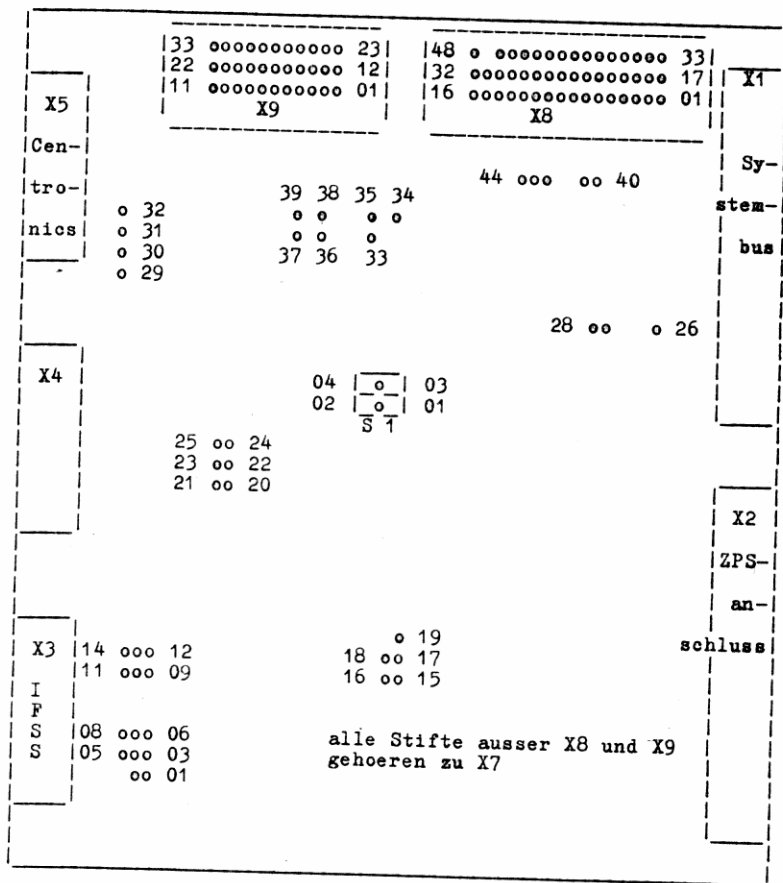 33 ooooooooooo 23
22 ooooooooooo 12
11 ooooooooooo 01
X9
48 o oooooooooooooo 33
32 oooooooooooooooo 17
16 oooooooooooooooo 01
X8
X1
Sy-
stem-
bus
X5
Cen-
tro-
nics
44 ooo oo 40
39 38 35 34
o o o o
o o o
37 36 33
o 32
o 31
o 30
o 29
28 oo o 26
X4
04 o 03
02 o 01
S 1
25 oo 24
23 oo 22
21 oo 20
X2
ZPS-
an-
schluss
o 19
18 oo 17
16 oo 15
X3
I
F
S
S
14 ooo 12
11 ooo 09
08 ooo 06
05 ooo 03
oo 01
alle Stifte ausser X8 und X9
gehoeren zu X7